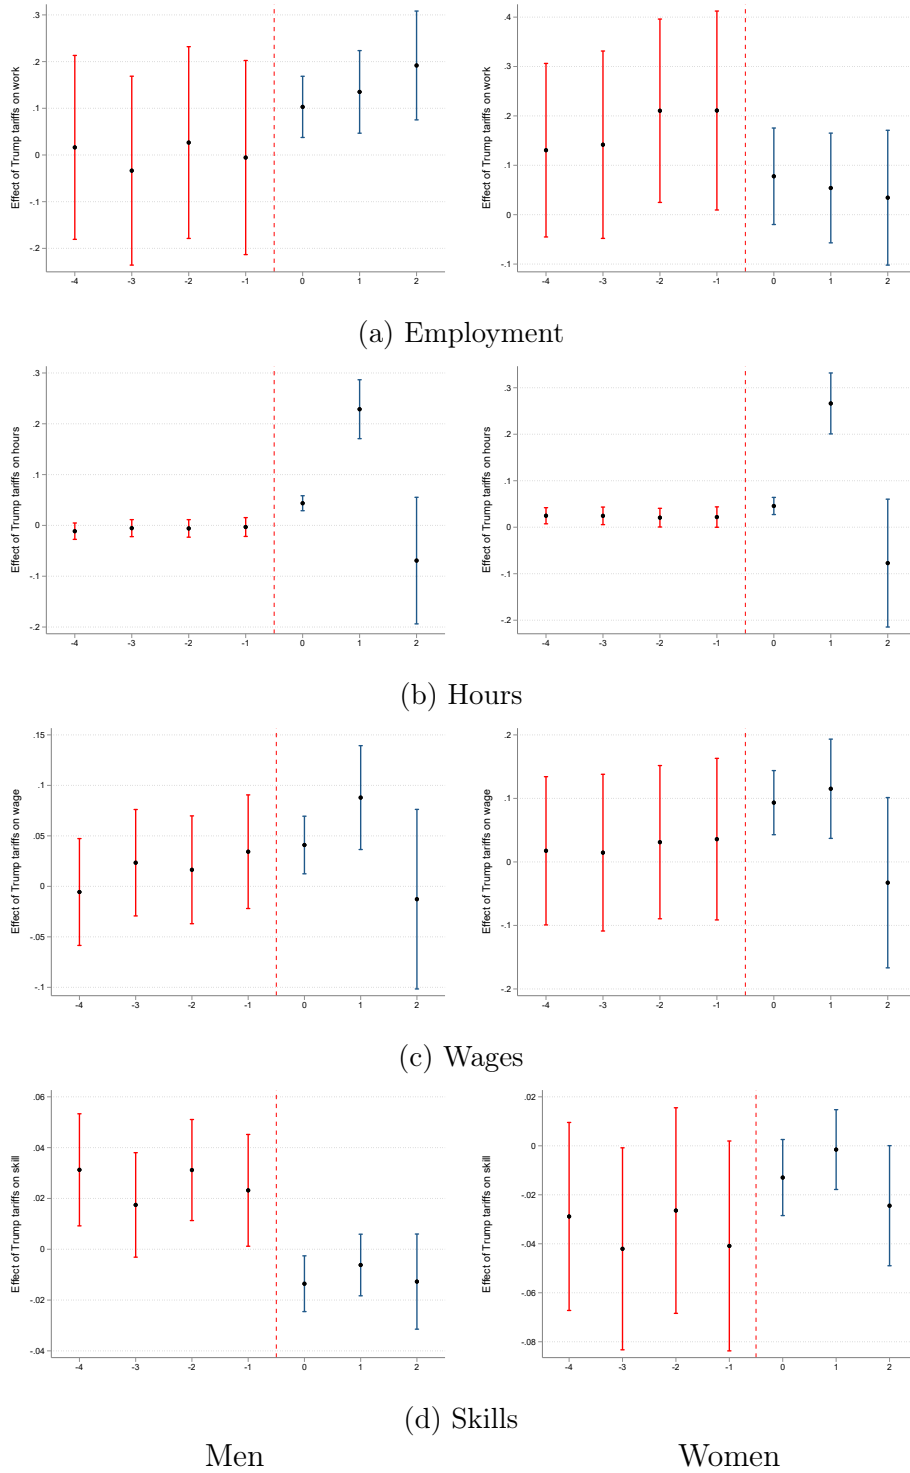 Effect of Trump tariffs on work
.3
.2
.1
0
-.1
-.2
-4 -3 -2 -1 0 1 2
Effect of Trump tariffs on work
.4
.3
.2
.1
0
-.1
-4 -3 -2 -1 0 1 2
(a) Employment
Effect of Trump tariffs on hours
.3
.2
.1
0
-.1
-.2
-4 -3 -2 -1 0 1 2
Effect of Trump tariffs on hours
.3
.2
.1
0
-.1
-.2
-4 -3 -2 -1 0 1 2
(b) Hours
Effect of Trump tariffs on wage
.15
.1
.05
0
-.05
-.1
-4 -3 -2 -1 0 1 2
Effect of Trump tariffs on wage
.2
.1
0
-.1
-.2
-4 -3 -2 -1 0 1 2
(c) Wages
Effect of Trump tariffs on skill
.06
.04
.02
0
-.02
-.04
-4 -3 -2 -1 0 1 2
Effect of Trump tariffs on skill
.02
0
-.02
-.04
-.06
-.08
-4 -3 -2 -1 0 1 2
(d) Skills
Men Women